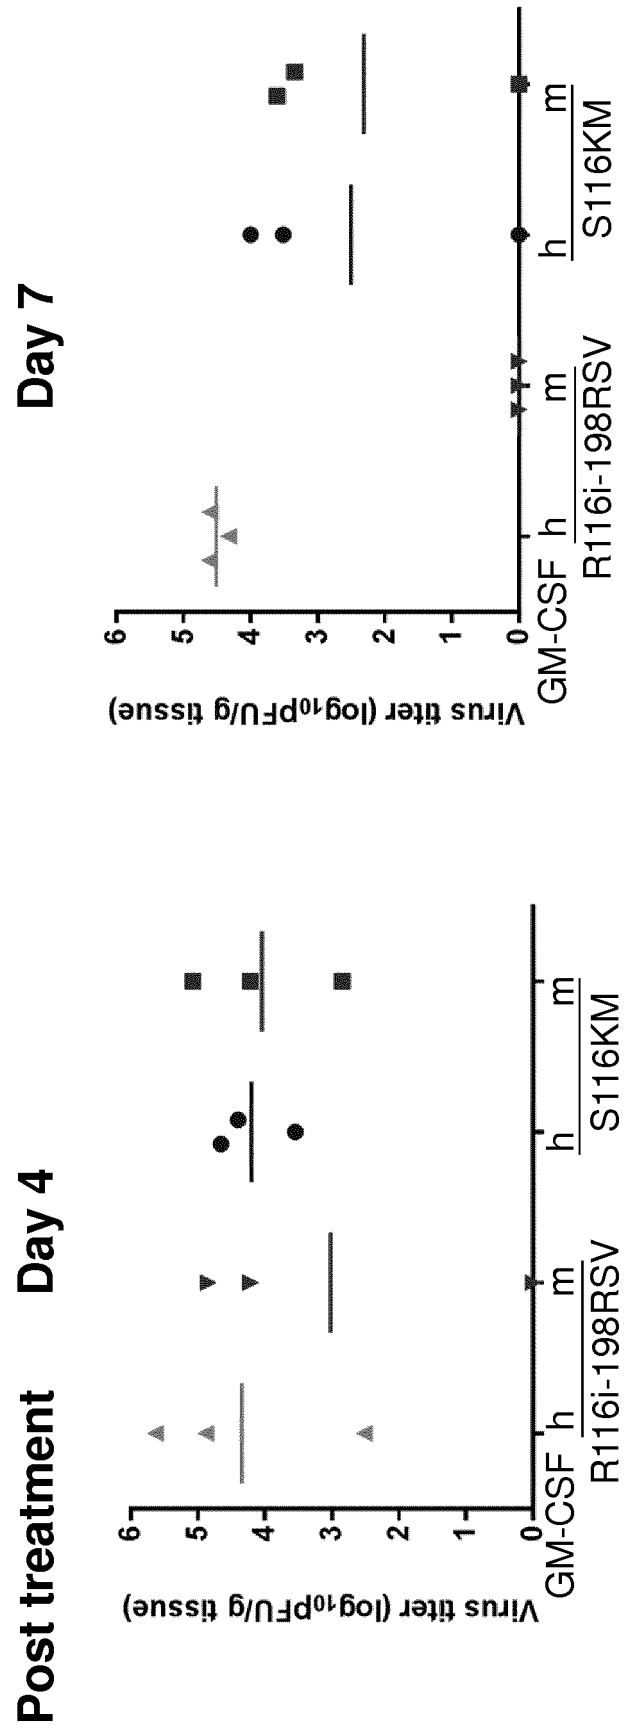 Post treatment
Day 4
Virus titer (log10pFU/g tissue)
6
5
4
3
2
1
0
GM-CSF h m h m
R116i-198RSV S116KM
Day 7
Virus titer (log10pFU/g tissue)
6
5
4
3
2
1
0
GM-CSF h m h m
R116i-198RSV S116KM